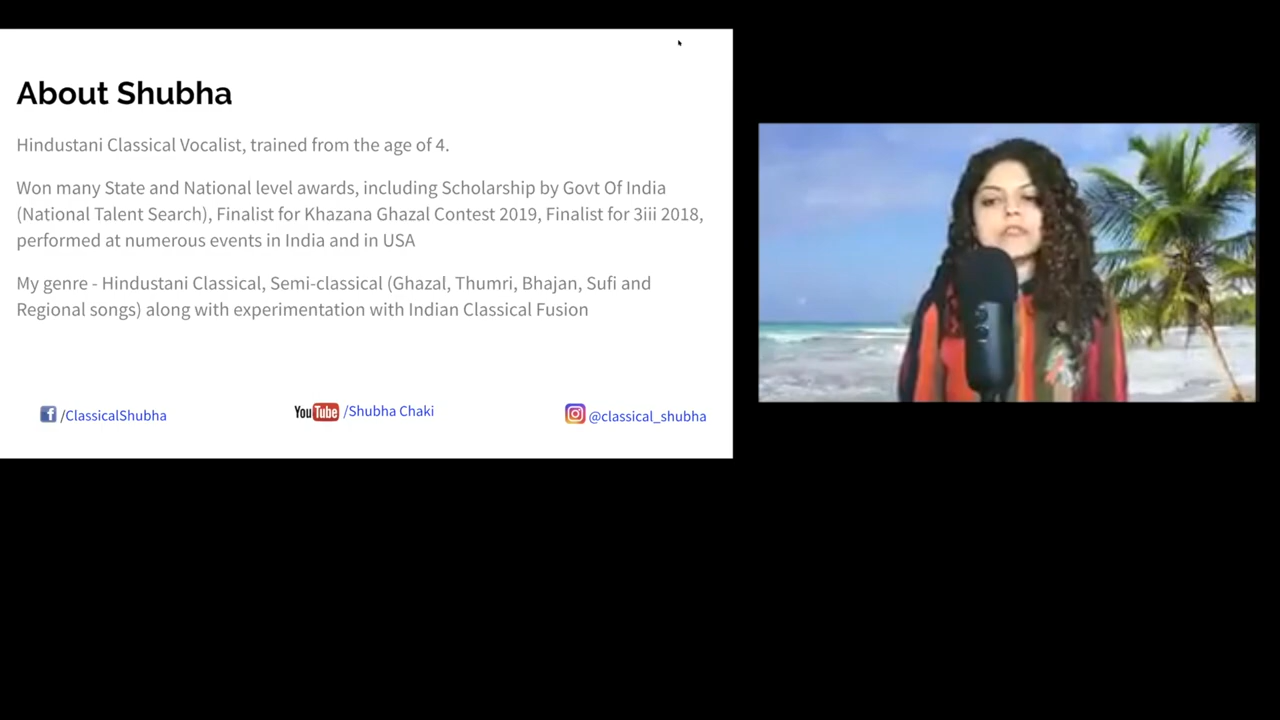 About Shubha
Hindustani Classical Vocalist, trained from the age of 4.
Won many State and National level awards, including Scholarship by Govt Of India
(National Talent Search), Finalist for Khazana Ghazal Contest 2019, Finalist for 3iii 2018,
performed at numerous events in India and in USA
My genre - Hindustani Classical, Semi-classical (Ghazal, Thumri, Bhajan, Sufi and
Regional songs) along with experimentation with Indian Classical Fusion
f /ClassicalShubha
YouTube /Shubha Chaki
@classical_shubha